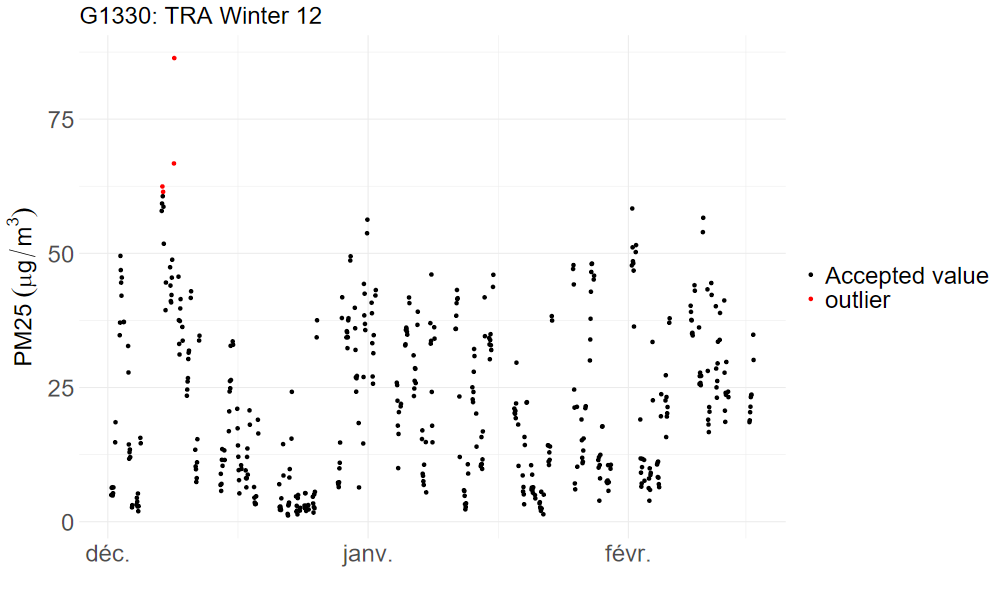 G1330: TRA Winter 12
PM25 (μg/m³)
75
50
25
0
déc.
janv.
févr.
Accepted value
outlier